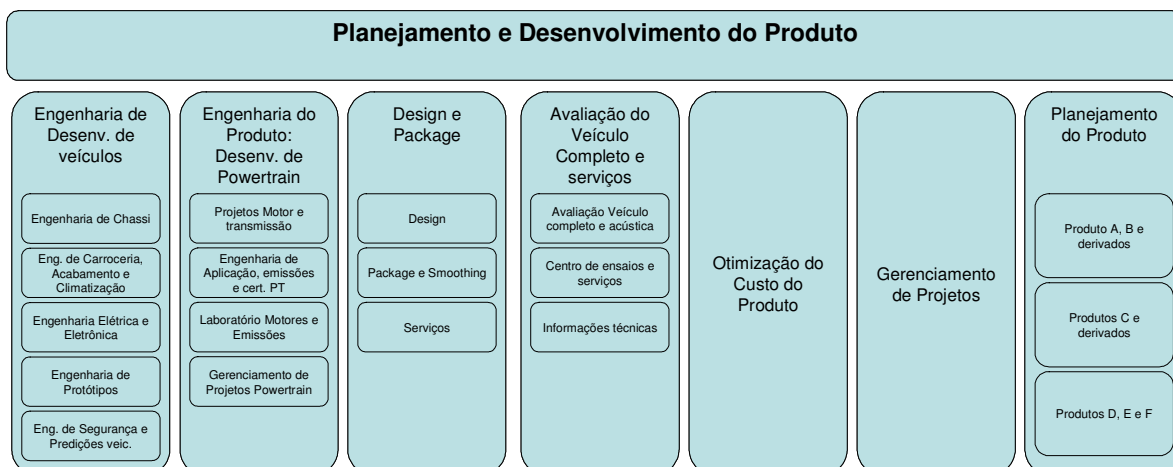 Planejamento e Desenvolvimento do Produto
Engenharia de
Desenv. de
veículos
Engenharia de Chassi
Eng. de Carroceria,
Acabamento e
Climatização
Engenharia Elétrica e
Eletrônica
Engenharia de
Protótipos
Eng. de Segurança e
Predições veic.
Engenharia do
Produto:
Desenv. de
Powertrain
Projetos Motor e
transmissão
Engenharia de
Aplicação, emissões
e cert. PT
Laboratório Motores e
Emissões
Gerenciamento de
Projetos Powertrain
Design e
Package
Design
Package e Smoothing
Serviços
Avaliação do
Veículo
Completo e
serviços
Avaliação Veículo
completo e acústica
Centro de ensaios e
serviços
Informações técnicas
Otimização do
Custo do
Produto
Gerenciamento
de Projetos
Planejamento
do Produto
Produto A, B e
derivados
Produtos C e
derivados
Produtos D, E e F